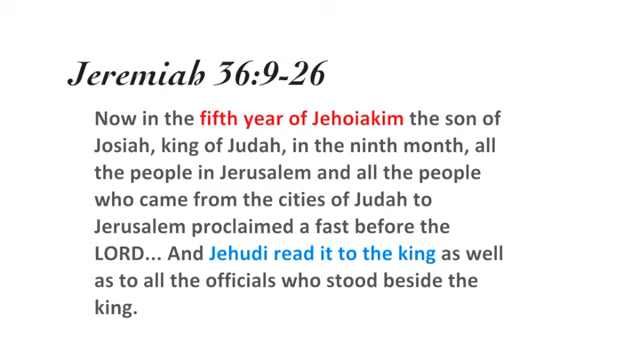 Jeremiah 36:9-26
Now in the fifth year of Jehoiakim the son of
Josiah, king of Judah, in the ninth month, all
the people in Jerusalem and all the people
who came from the cities of Judah to
Jerusalem proclaimed a fast before the
LORD... And Jehudi read it to the king as well
as to all the officials who stood beside the
king.